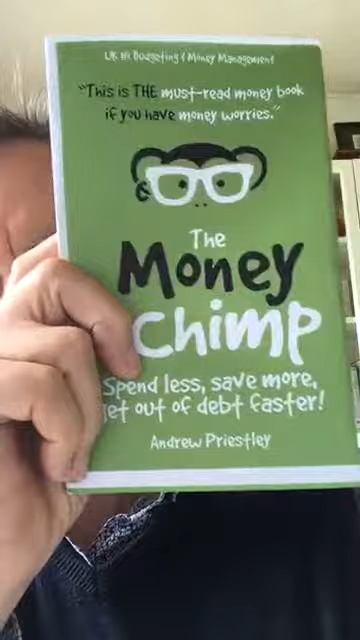 UK #1 Budgeting & Money Management
"This is THE must-read money book
if you have money worries."
The
Money
Chimp
Spend less, save more,
get out of debt faster!
Andrew Priestley